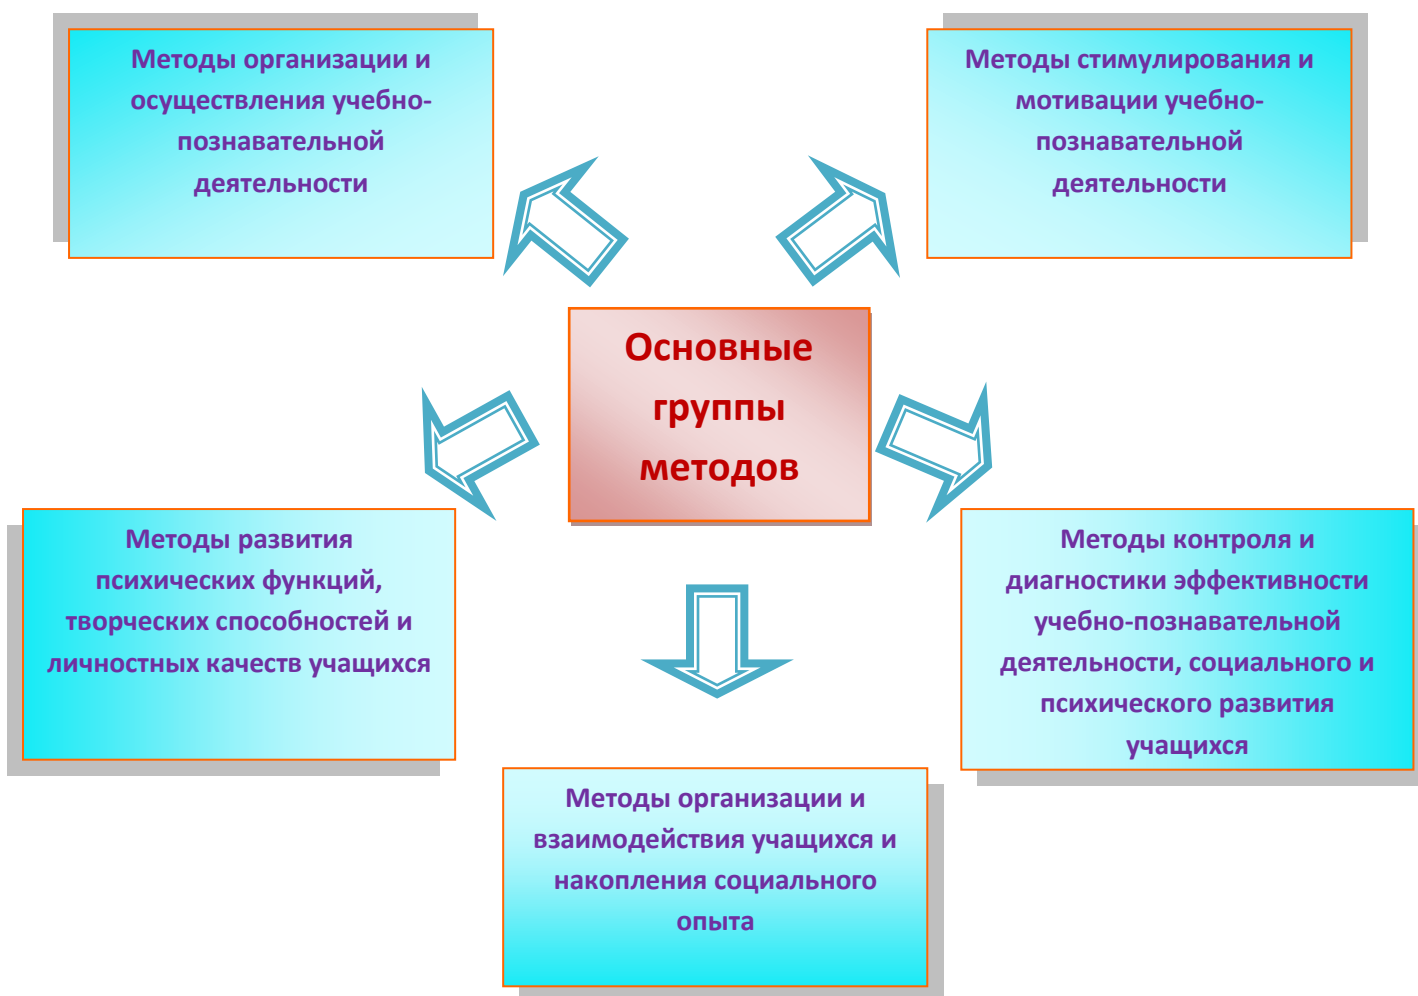 Методы организации и
осуществления учебно-
познавательной
деятельности
Методы стимулирования и
мотивации учебно-
познавательной
деятельности
Основные
группы
методов
Методы развития
психических функций,
творческих способностей и
личностных качеств учащихся
Методы контроля и
диагностики эффективности
учебно-познавательной
деятельности, социального и
психического развития
учащихся
Методы организации и
взаимодействия учащихся и
накопления социального
опыта